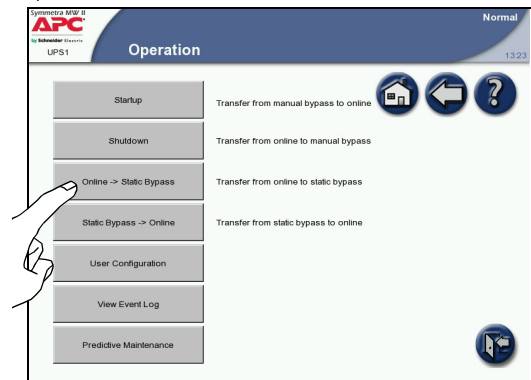 Symmetra MW II
APC
by Schneider Electric
UPS1
Operation
Normal
13:23
Startup
Transfer from manual bypass to online
Shutdown
Transfer from online to manual bypass
Online -> Static Bypass
Transfer from online to static bypass
Static Bypass -> Online
Transfer from static bypass to online
User Configuration
View Event Log
Predictive Maintenance
?